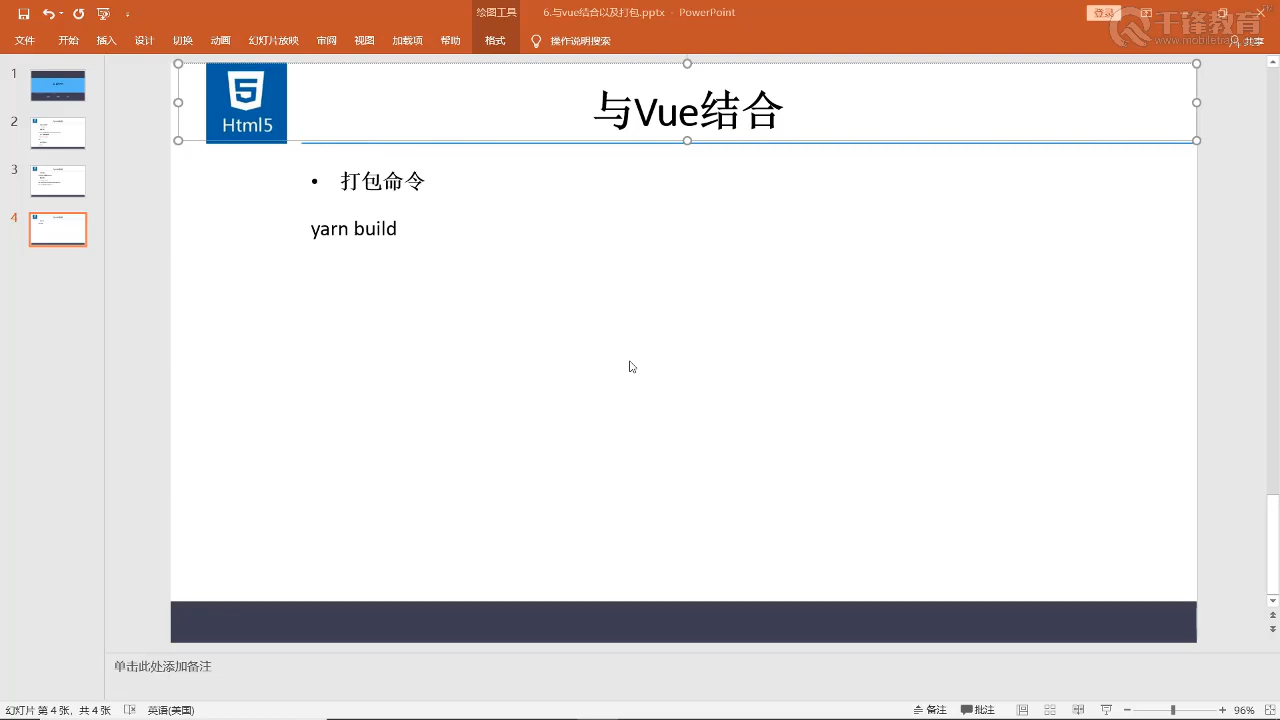 绘图工具
6.与vue结合以及打包.pptx - PowerPoint
登录
文件 开始 插入 设计 切换 动画 幻灯片放映 审阅 视图 加载项 帮助 格式 操作说明搜索 共享
千锋教育
1
3
4
Html5
与Vue结合
• 打包命令
yarn build
单击此处添加备注
幻灯片 第 4 张，共 4 张 英语(美国) 备注 批注 96%